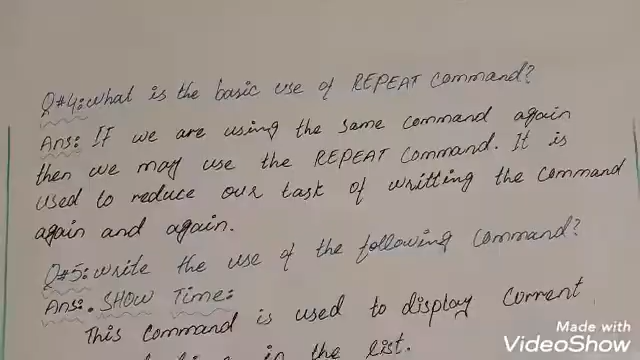 Q#4: What is the basic use of REPEAT Command?
Ans: IF we are using the same command again
then we may use the REPEAT Command. It is
used to reduce our task of writting the command
again and again.
Q#5: Write the use of the following Command?
Ans: . SHOW Time:
This command is used to display Current
in the list.
Made with
VideoShow